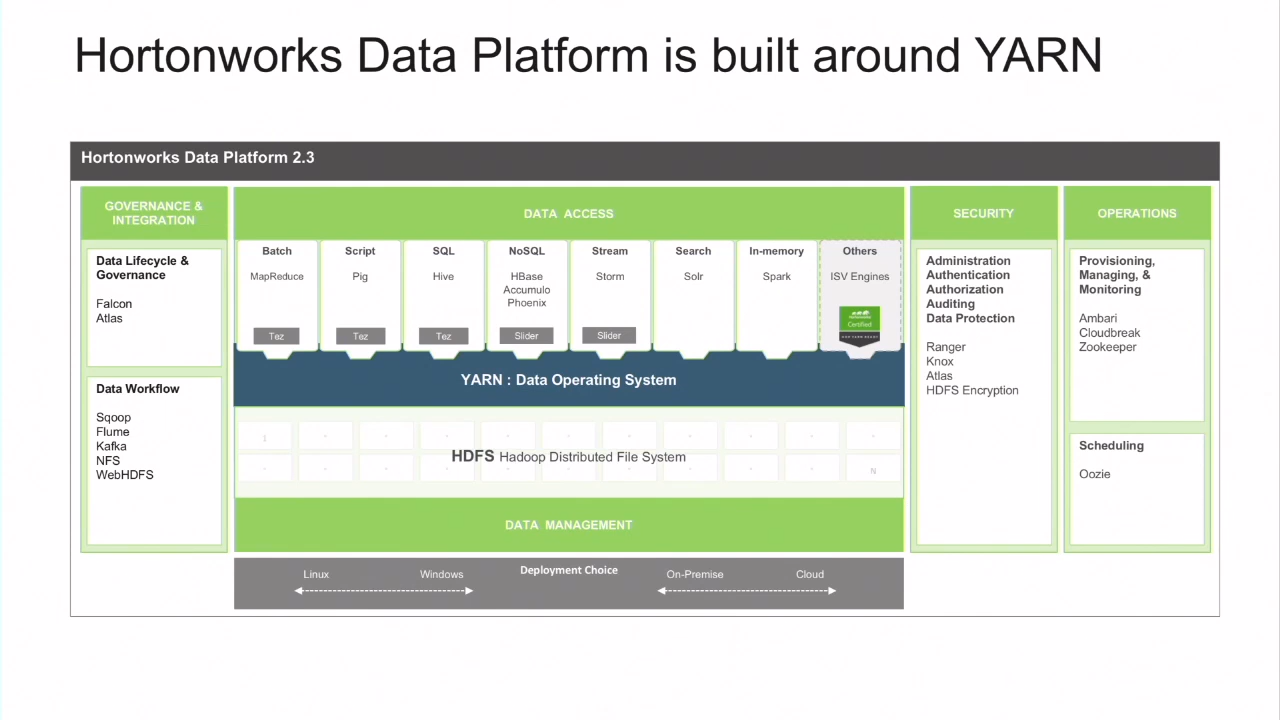 Hortonworks Data Platform is built around YARN
Hortonworks Data Platform 2.3
GOVERNANCE &
INTEGRATION
Data Lifecycle &
Governance
Falcon
Atlas
Data Workflow
Sqoop
Flume
Kafka
NFS
WebHDFS
DATA ACCESS
Batch
MapReduce
Tez
Script
Pig
Tez
SQL
Hive
Tez
NoSQL
HBase
Accumulo
Phoenix
Slider
Stream
Storm
Slider
Search
Solr
In-memory
Spark
Others
ISV Engines
Certified
YARN : Data Operating System
1
HDFS Hadoop Distributed File System
N
DATA MANAGEMENT
Deployment Choice
Linux
Windows
On-Premise
Cloud
SECURITY
Administration
Authentication
Authorization
Auditing
Data Protection
Ranger
Knox
Atlas
HDFS Encryption
OPERATIONS
Provisioning,
Managing, &
Monitoring
Ambari
Cloudbreak
Zookeeper
Scheduling
Oozie